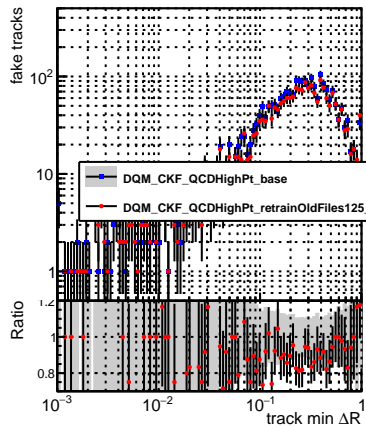 fake tracks
10²
10
1
DQM_CKF_QCDHighPt_base
DQM_CKF_QCDHighPt_retrainOldFiles125_
Ratio
1.2
1
0.8
10⁻³ 10⁻² 10⁻¹ 1
track min ΔR